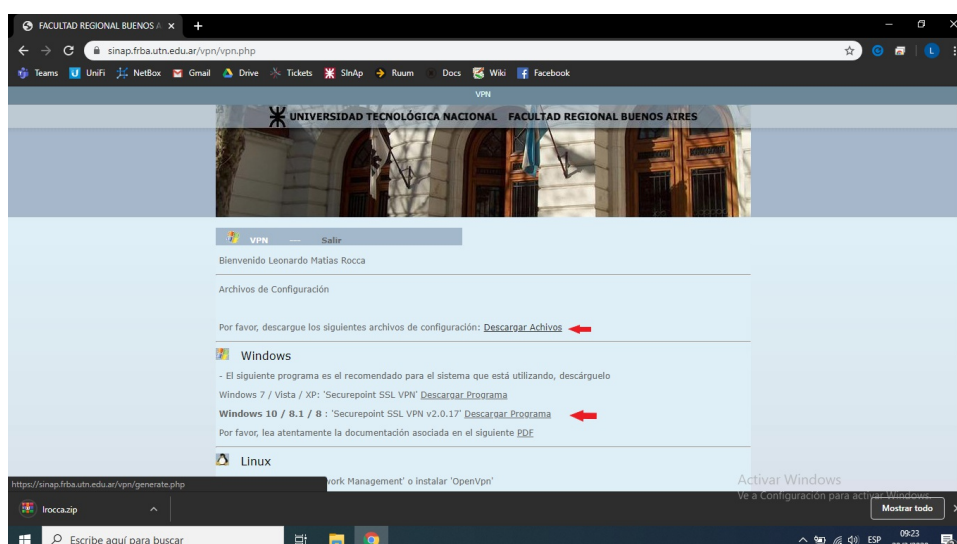 FACULTAD REGIONAL BUENOS A
sinap.frba.utn.edu.ar/vpn/vpn.php
Teams UniFi NetBox Gmail Drive Tickets SInAp Ruum Docs Wiki Facebook
VPN
UNIVERSIDAD TECNOLÓGICA NACIONAL FACULTAD REGIONAL BUENOS AIRES
VPN --- Salir
Bienvenido Leonardo Matias Rocca
Archivos de Configuración
Por favor, descargue los siguientes archivos de configuración: Descargar Achivos
Windows
- El siguiente programa es el recomendado para el sistema que está utilizando, descárguelo
Windows 7 / Vista / XP: 'Securepoint SSL VPN' Descargar Programa
Windows 10 / 8.1 / 8 : 'Securepoint SSL VPN v2.0.17' Descargar Programa
Por favor, lea atentamente la documentación asociada en el siguiente PDF
Linux
work Management' o instalar 'OpenVpn'
https://sinap.frba.utn.edu.ar/vpn/generate.php
Activar Windows
Ve a Configuración para activar Windows.
lrocca.zip
Mostrar todo
Escribe aquí para buscar
ESP
09:23